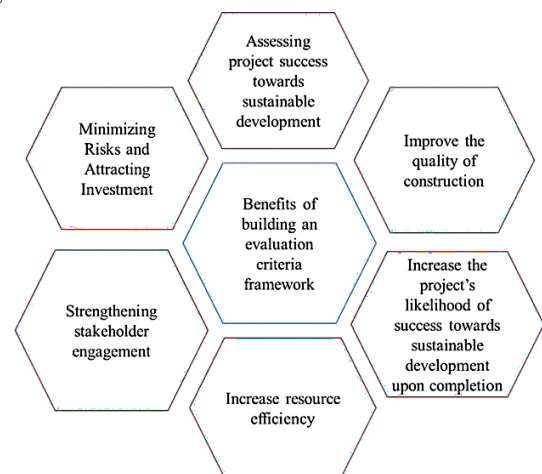 Assessing
project success
towards
sustainable
development
Minimizing
Risks and
Attracting
Investment
Improve the
quality of
construction
Benefits of
building an
evaluation
criteria
framework
Strengthening
stakeholder
engagement
Increase the
project's
likelihood of
success towards
sustainable
development
upon completion
Increase resource
efficiency